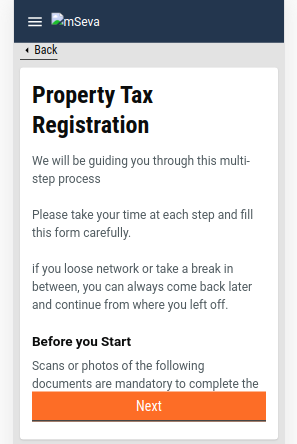 mSeva
Back
Property Tax
Registration
We will be guiding you through this multi-
step process
Please take your time at each step and fill
this form carefully.
if you loose network or take a break in
between, you can always come back later
and continue from where you left off.
Before you Start
Scans or photos of the following
documents are mandatory to complete the
Next